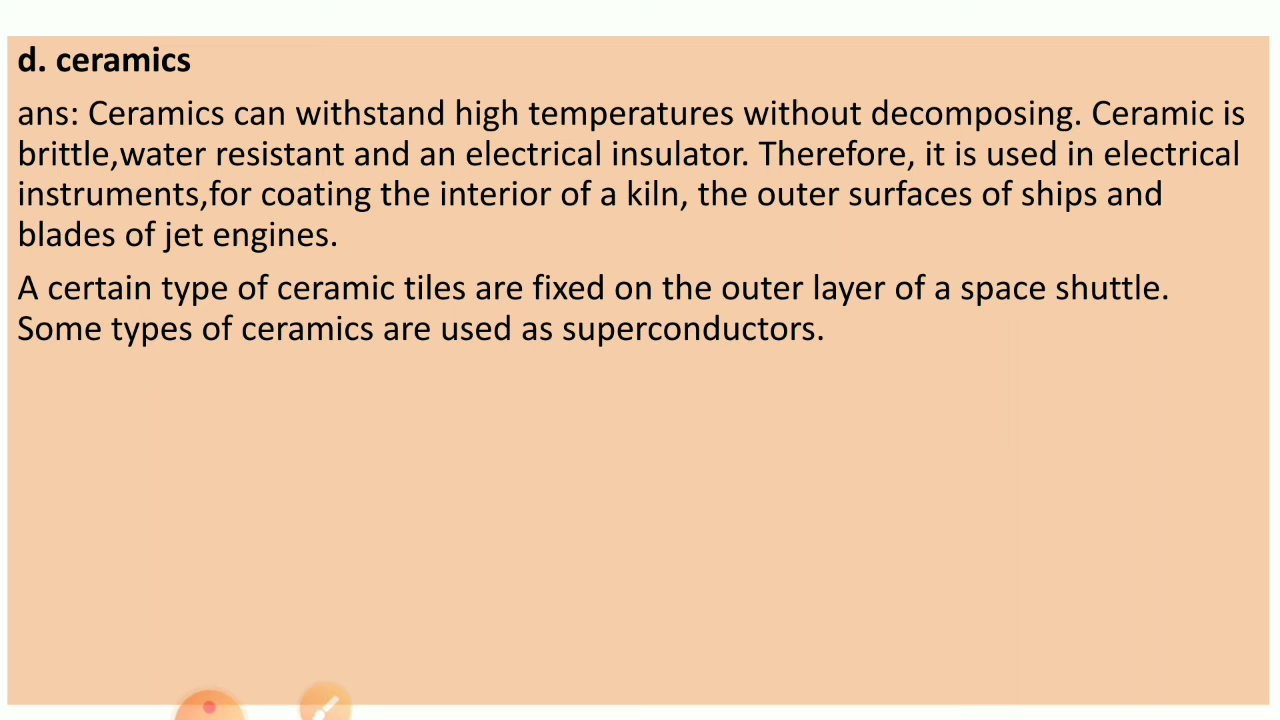 d. ceramics
ans: Ceramics can withstand high temperatures without decomposing. Ceramic is
brittle,water resistant and an electrical insulator. Therefore, it is used in electrical
instruments,for coating the interior of a kiln, the outer surfaces of ships and
blades of jet engines.
A certain type of ceramic tiles are fixed on the outer layer of a space shuttle.
Some types of ceramics are used as superconductors.